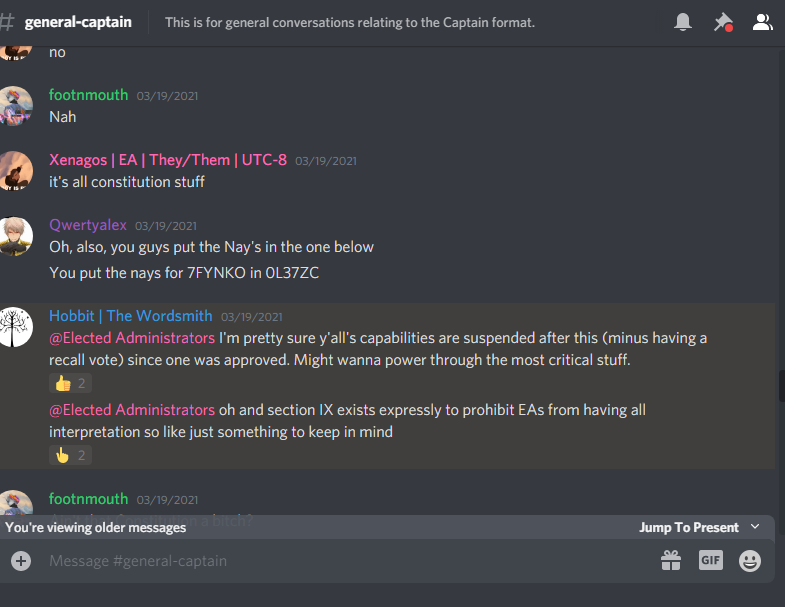 # general-captain
This is for general conversations relating to the Captain format.
no
footnmouth 03/19/2021
Nah
Xenagos | EA | They/Them | UTC-8 03/19/2021
it's all constitution stuff
Qwertyalex 03/19/2021
Oh, also, you guys put the Nay's in the one below
You put the nays for 7FYNKO in 0L37ZC
Hobbit | The Wordsmith 03/19/2021
@Elected Administrators I'm pretty sure y'all's capabilities are suspended after this (minus having a
recall vote) since one was approved. Might wanna power through the most critical stuff.
👍 2
@Elected Administrators oh and section IX exists expressly to prohibit EAs from having all
interpretation so like just something to keep in mind
👆 2
footnmouth 03/19/2021
a bitch?
You're viewing older messages
Jump To Present
Message #general-captain
GIF